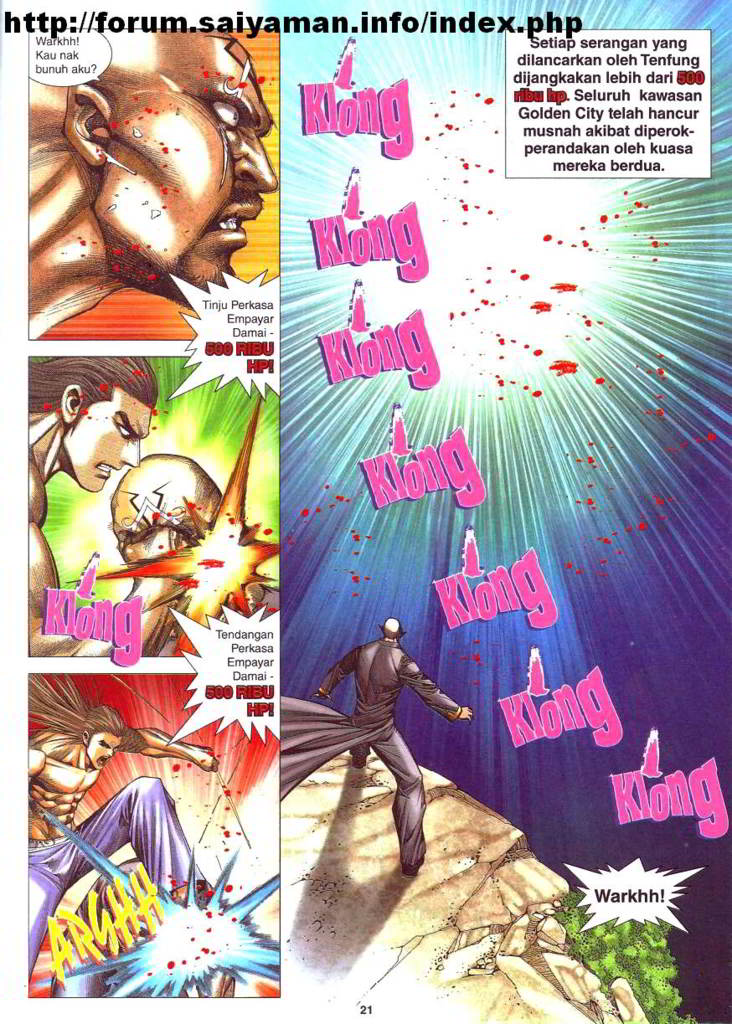 http://forum.saiyaman.info/index.php
Warkhh!
Kau nak
bunuh aku?
Tinju Perkasa
Empayar
Damai -
500 RIBU
HP!
Klong
Tendangan
Perkasa
Empayar
Damai -
500 RIBU
HP!
ARGHH
Setiap serangan yang
dilancarkan oleh Tenfung
dijangkakan lebih dari 500
ribu hp. Seluruh kawasan
Golden City telah hancur
musnah akibat diperok-
perandakan oleh kuasa
mereka berdua.
Klong
Klong
Klong
Klong
Klong
Klong
Klong
Warkhh!
21